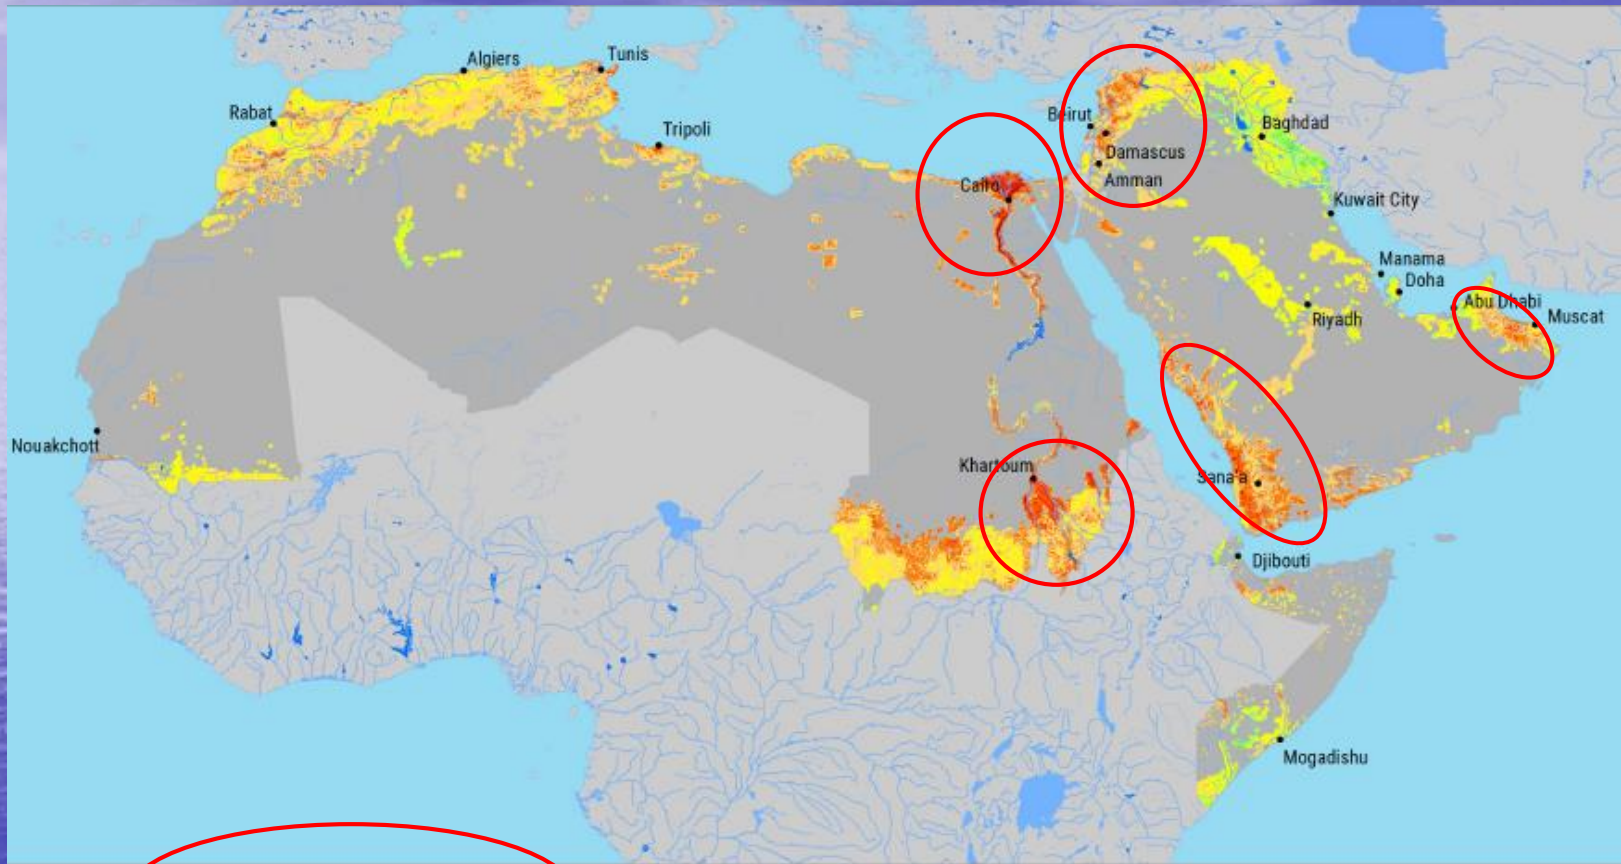 Algiers
Tunis
Rabat
Tripoli
Beirut
Baghdad
Damascus
Cairo
Amman
Kuwait City
Manama
Doha
Abu Dhabi
Riyadh
Muscat
Nouakchott
Khartoum
Sana'a
Djibouti
Mogadishu